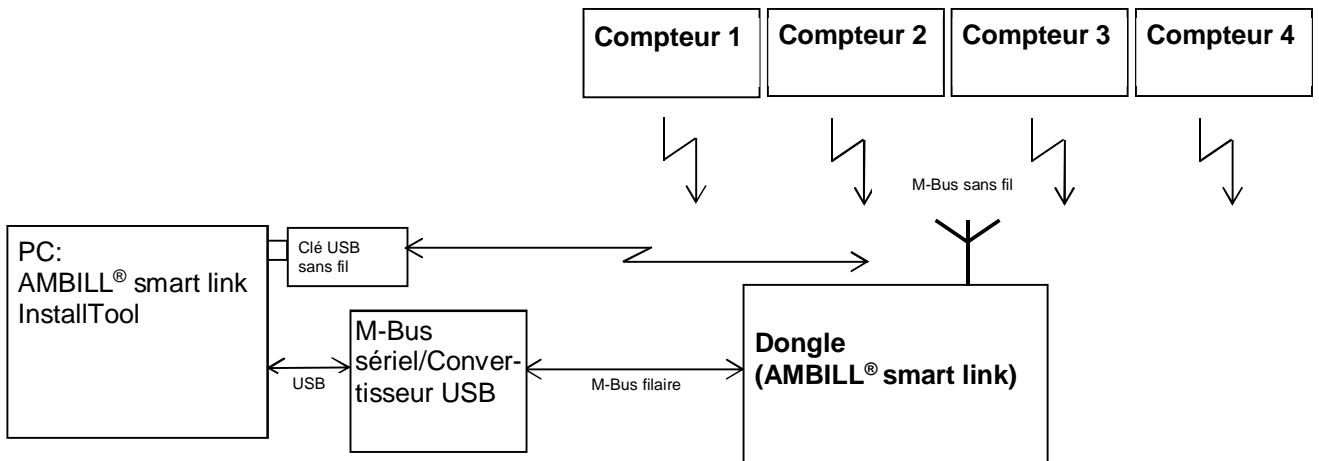 Compteur 1
Compteur 2
Compteur 3
Compteur 4
M-Bus sans fil
PC:
AMBILL® smart link
InstallTool
Clé USB
sans fil
M-Bus
sériel/Conver-
tisseur USB
USB
M-Bus filaire
Dongle
(AMBILL® smart link)